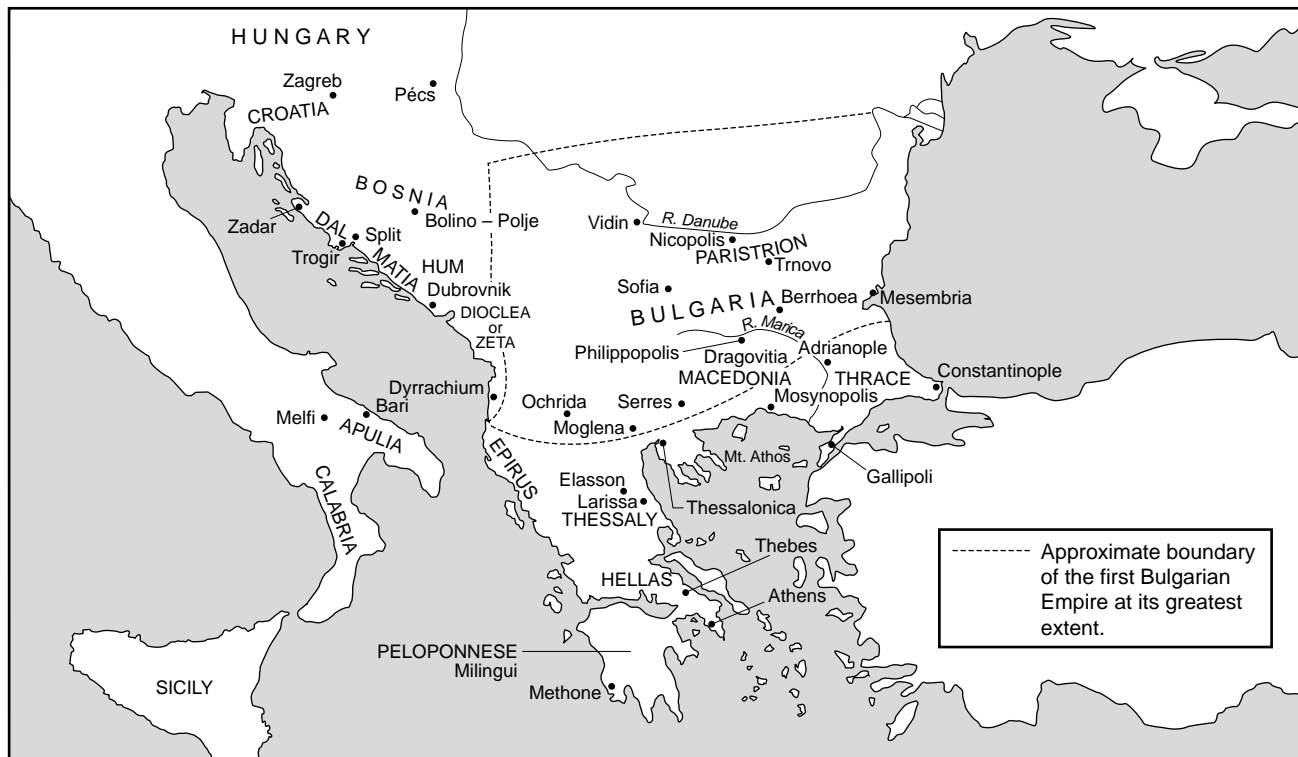 HUNGARY
Zagreb
Pécs
CROATIA
BOSNIA
Bolino – Polje
Zadar
DAL
MATIA
Split
Trogir
HUM
Dubrovnik
DIOCLEA
or
ZETA
Vidin
R. Danube
Nicopolis
PARISTRION
Trnovo
Sofia
BULGARIA
Berrhoea
Mesembria
R. Marica
Philippopolis
Dragovitia
Adrianople
MACEDONIA
THRACE
Constantinople
Mosynopolis
Dyrrachium
Ochrida
Serres
Moglena
Bari
Melfi
APULIA
CALABRIA
EPIRUS
Mt. Athos
Gallipoli
Elasson
Larissa
THESSALY
Thessalonica
Thebes
HELLAS
Athens
PELOPONNESE
Milingui
Methone
SICILY
Approximate boundary
of the first Bulgarian
Empire at its greatest
extent.